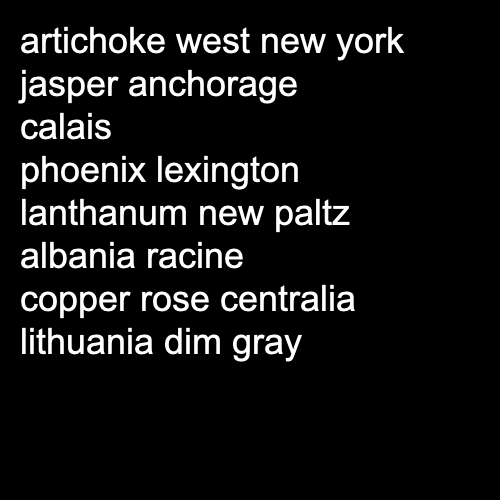 artichoke west new york
jasper anchorage
calais
phoenix lexington
lanthanum new paltz
albania racine
copper rose centralia
lithuania dim gray